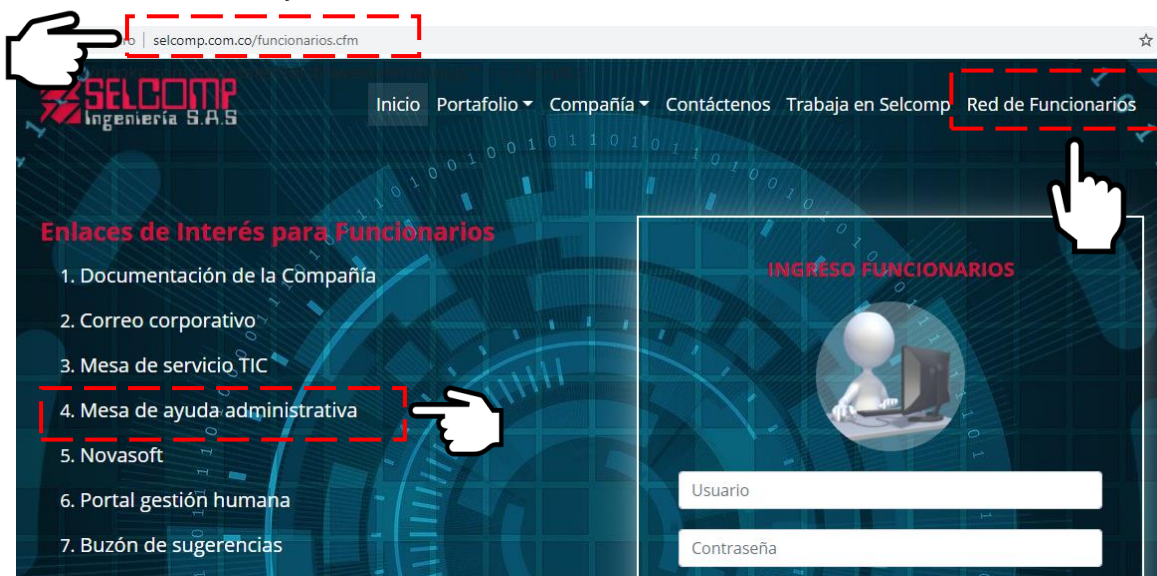 selcomp.com.co/funcionarios.cfm
SELCOMP
Ingeniería S.A.S
Inicio Portafolio Compañía Contáctenos Trabaja en Selcomp Red de Funcionarios
Enlaces de Interés para Funcionarios
1. Documentación de la Compañía
2. Correo corporativo
3. Mesa de servicio TIC
4. Mesa de ayuda administrativa
5. Novasoft
6. Portal gestión humana
7. Buzón de sugerencias
INGRESO FUNCIONARIOS
Usuario
Contraseña